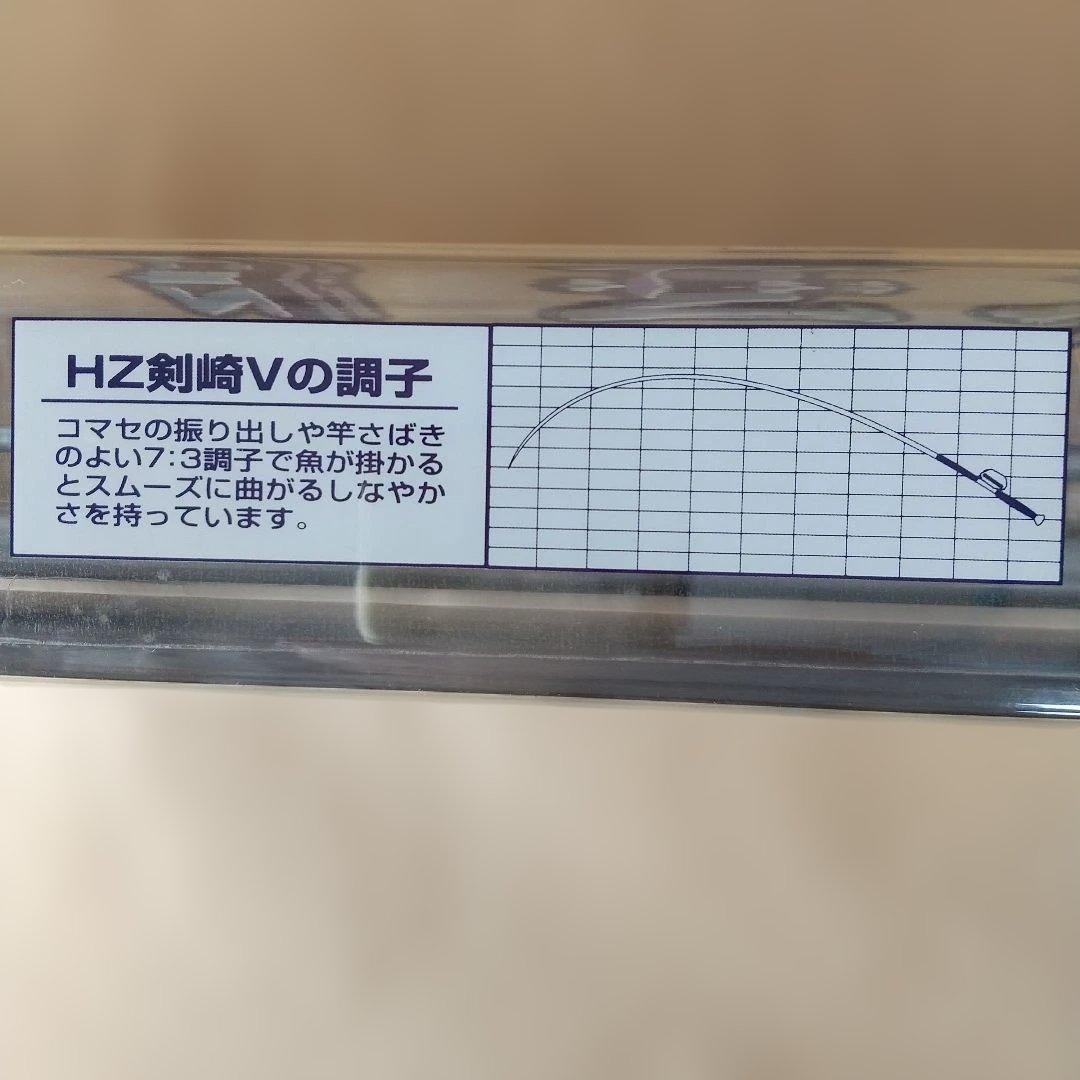 HZ剣崎Vの調子
コマセの振り出しや竿さばき
のよい7:3調子で魚が掛かる
とスムーズに曲がるしなやか
さを持っています。